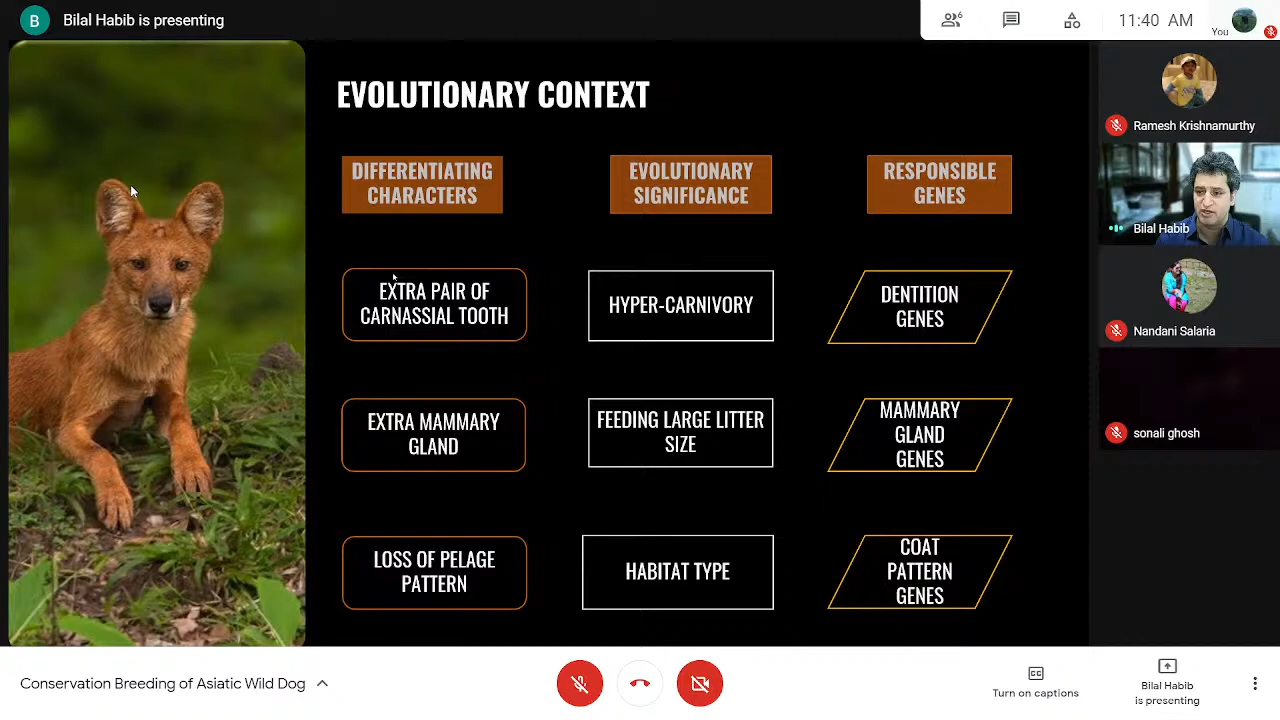 B
Bilal Habib is presenting
6
11:40 AM
You
EVOLUTIONARY CONTEXT
DIFFERENTIATING
CHARACTERS
EVOLUTIONARY
SIGNIFICANCE
RESPONSIBLE
GENES
EXTRA PAIR OF
CARNASSIAL TOOTH
HYPER-CARNIVORY
DENTITION
GENES
EXTRA MAMMARY
GLAND
FEEDING LARGE LITTER
SIZE
MAMMARY
GLAND
GENES
LOSS OF PELAGE
PATTERN
HABITAT TYPE
COAT
PATTERN
GENES
Ramesh Krishnamurthy
Bilal Habib
Nandani Salaria
sonali ghosh
Conservation Breeding of Asiatic Wild Dog
CC
Turn on captions
Bilal Habib
is presenting